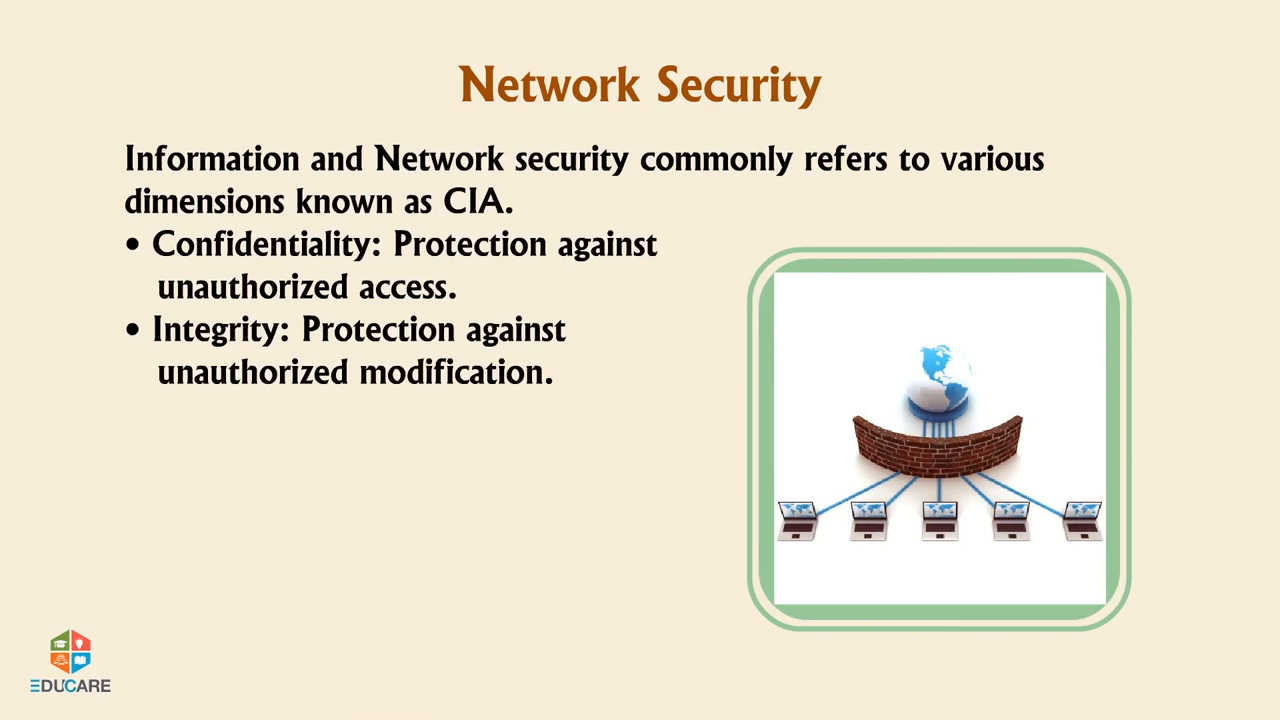 Network Security
Information and Network security commonly refers to various
dimensions known as CIA.
• Confidentiality: Protection against
unauthorized access.
• Integrity: Protection against
unauthorized modification.
EDUCARE